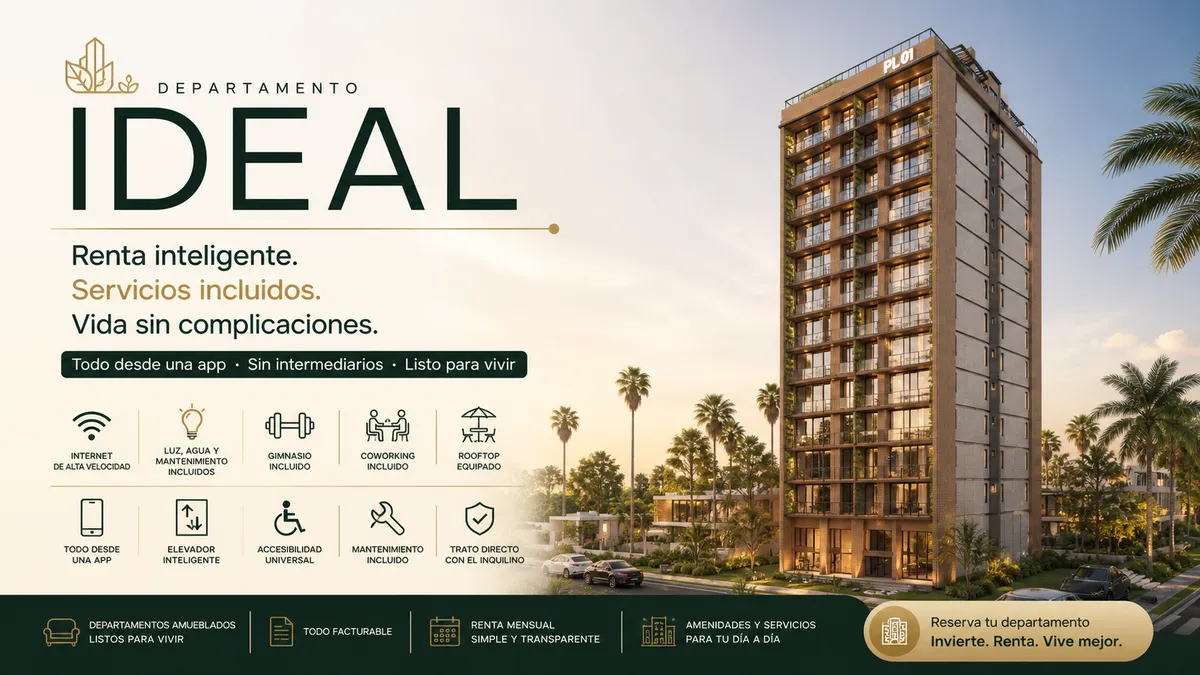 DEPARTAMENTO
IDEAL
Renta inteligente.
Servicios incluidos.
Vida sin complicaciones.
Todo desde una app · Sin intermediarios · Listo para vivir
INTERNET
DE ALTA VELOCIDAD
LUZ, AGUA Y
MANTENIMIENTO
INCLUIDOS
GIMNASIO
INCLUIDO
COWORKING
INCLUIDO
ROOFTOP
EQUIPADO
TODO DESDE
UNA APP
ELEVADOR
INTELIGENTE
ACCESIBILIDAD
UNIVERSAL
MANTENIMIENTO
INCLUIDO
TRATO DIRECTO
CON EL INQUILINO
PL 01
DEPARTAMENTOS AMUEBLADOS
LISTOS PARA VIVIR
TODO FACTURABLE
RENTA MENSUAL
SIMPLE Y TRANSPARENTE
AMENIDADES Y SERVICIOS
PARA TU DÍA A DÍA
Reserva tu departamento
Invierte. Renta. Vive mejor.